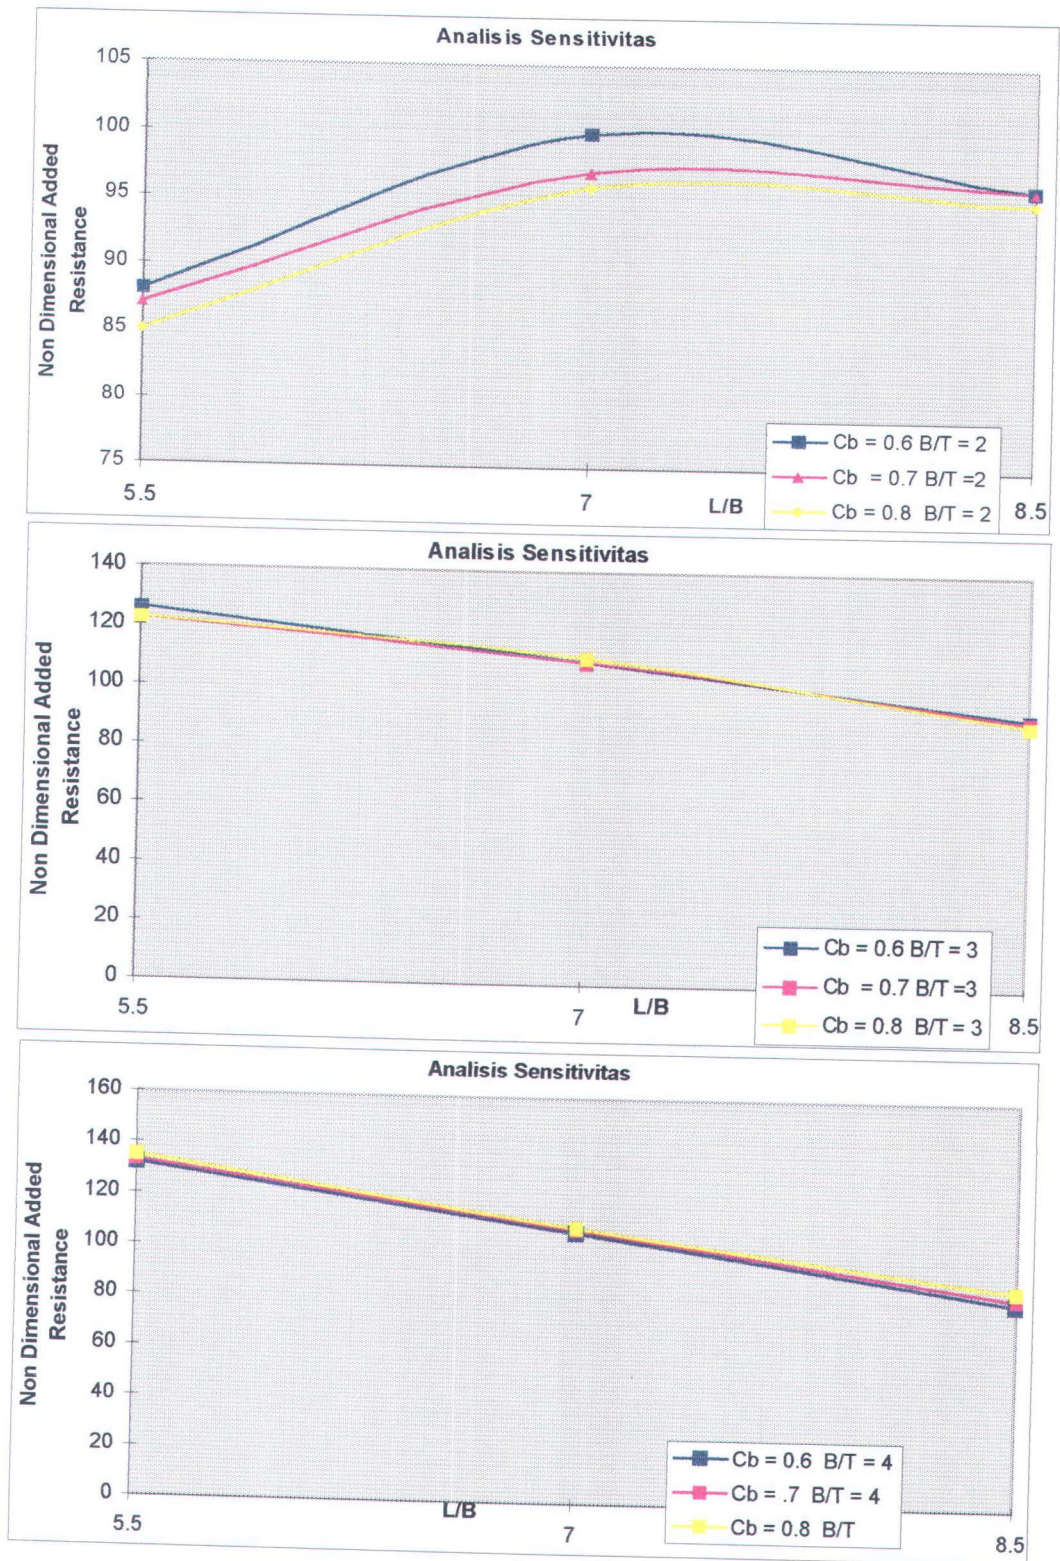 Analisis Sensitivitas
105
100
95
90
85
80
75
Non Dimensional Added
Resistance
5.5
7
L/B
8.5
Cb = 0.6 B/T = 2
Cb = 0.7 B/T =2
Cb = 0.8 B/T = 2
Analisis Sensitivitas
140
120
100
80
60
40
20
0
Non Dimensional Added
Resistance
5.5
7
L/B
8.5
Cb = 0.6 B/T = 3
Cb = 0.7 B/T =3
Cb = 0.8 B/T = 3
Analisis Sensitivitas
160
140
120
100
80
60
40
20
0
Non Dimensional Added
Resistance
5.5
L/B
7
8.5
Cb = 0.6 B/T = 4
Cb = .7 B/T = 4
Cb = 0.8 B/T